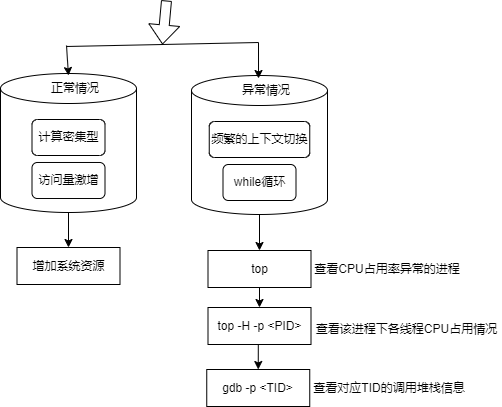 正常情况
计算密集型
访问量激增
增加系统资源
异常情况
频繁的上下文切换
while循环
top
查看CPU占用率异常的进程
top -H -p <PID>
查看该进程下各线程CPU占用情况
gdb -p <TID>
查看对应TID的调用堆栈信息